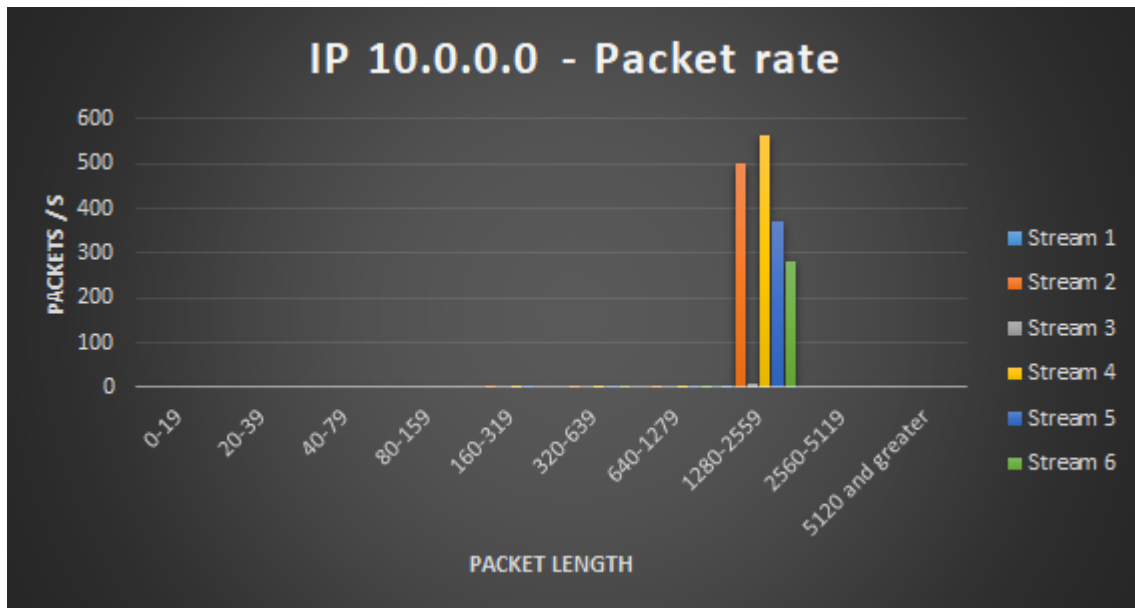 IP 10.0.0.0 - Packet rate
600
500
400
300
200
100
0
PACKETS /S
0-19
20-39
40-79
80-159
160-319
320-639
640-1279
1280-2559
2560-5119
5120 and greater
PACKET LENGTH
Stream 1
Stream 2
Stream 3
Stream 4
Stream 5
Stream 6